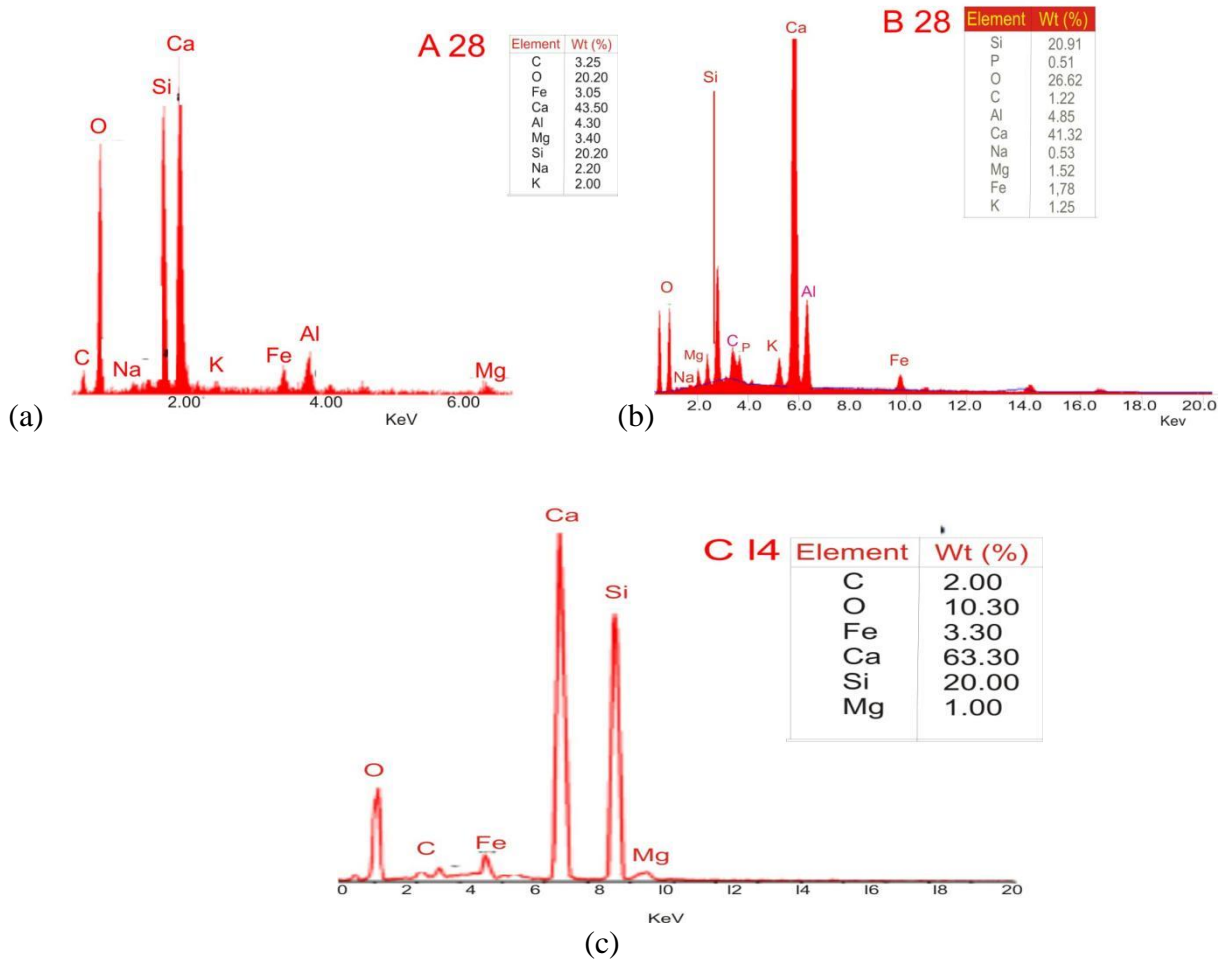 A 28
Element Wt (%)
C 3.25
O 20.20
Fe 3.05
Ca 43.50
Al 4.30
Mg 3.40
Si 20.20
Na 2.20
K 2.00
Ca
Si
O
C
Na
K
Fe
Al
Mg
2.00 4.00 6.00
KeV
(a)
B 28
Element Wt (%)
Si 20.91
P 0.51
O 26.62
C 1.22
Al 4.85
Ca 41.32
Na 0.53
Mg 1.52
Fe 1,78
K 1.25
Ca
Si
O
Mg
Na
C
P
K
Al
Fe
2.0 4.0 6.0 8.0 10.0 12.0 14.0 16.0 18.0 20.0
Kev
(b)
C I4
Element Wt (%)
C 2.00
O 10.30
Fe 3.30
Ca 63.30
Si 20.00
Mg 1.00
Ca
Si
O
C
Fe
Mg
0 2 4 6 8 I0 I2 I4 I6 I8 20
KeV
(c)